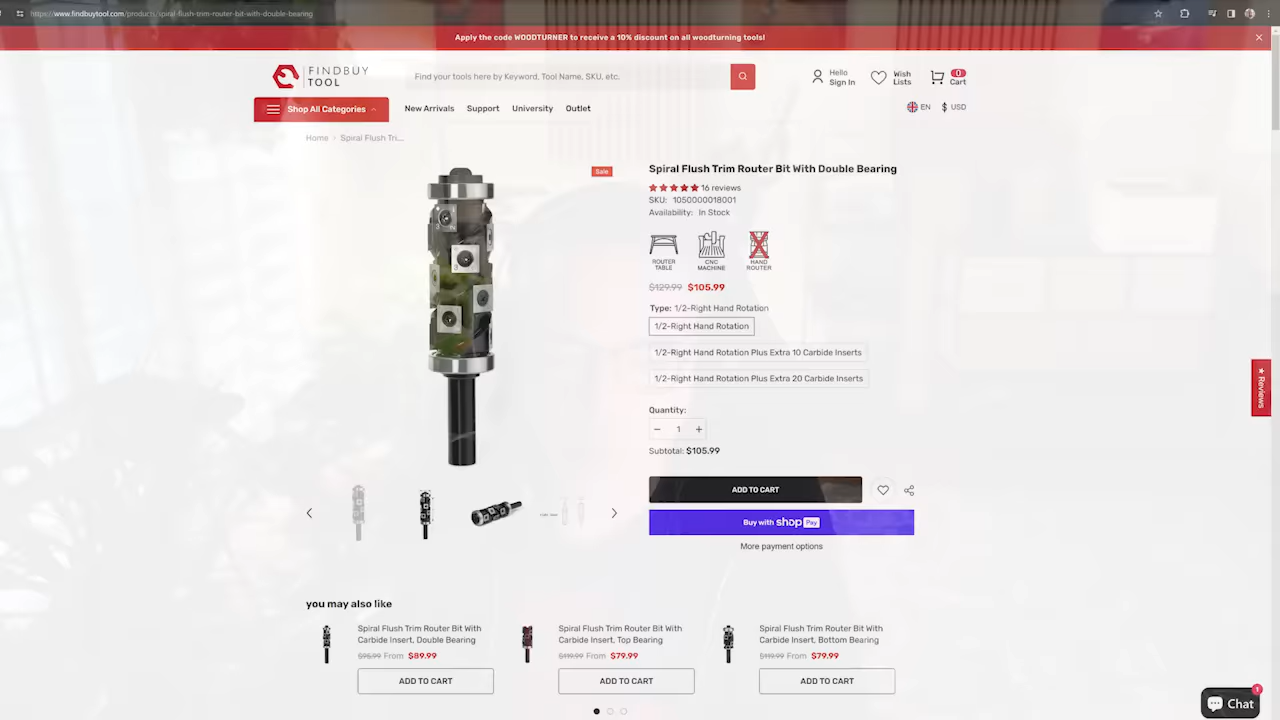 https://www.findbuytool.com/products/spiral-flush-trim-router-bit-with-double-bearing
Apply the code WOODTURNER to receive a 10% discount on all woodturning tools!
FINDBUY
TOOL
Find your tools here by Keyword, Tool Name, SKU, etc.
Hello
Sign In
Wish
Lists
0
Cart
Shop All Categories
New Arrivals
Support
University
Outlet
EN
$ USD
Home > Spiral Flush Tri...
Sale
Spiral Flush Trim Router Bit With Double Bearing
16 reviews
SKU: 1050000018001
Availability: In Stock
ROUTER
TABLE
CNC
MACHINE
HAND
ROUTER
$129.99 $105.99
Type: 1/2-Right Hand Rotation
1/2-Right Hand Rotation
1/2-Right Hand Rotation Plus Extra 10 Carbide Inserts
1/2-Right Hand Rotation Plus Extra 20 Carbide Inserts
Quantity:
− 1 +
Subtotal: $105.99
ADD TO CART
Buy with shop Pay
More payment options
Reviews
you may also like
Spiral Flush Trim Router Bit With
Carbide Insert, Double Bearing
$95.99 From $89.99
ADD TO CART
Spiral Flush Trim Router Bit With
Carbide Insert, Top Bearing
$119.99 From $79.99
ADD TO CART
Spiral Flush Trim Router Bit With
Carbide Insert, Bottom Bearing
$119.99 From $79.99
ADD TO CART
Chat
1